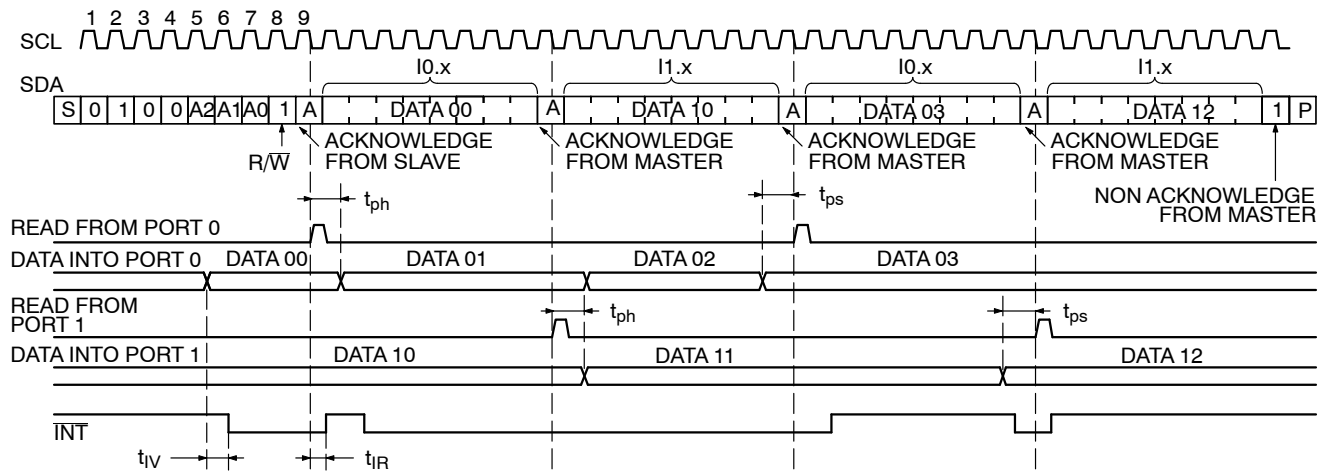 1 2 3 4 5 6 7 8 9
SCL
I0.x I1.x I0.x I1.x
SDA
S 0 1 0 0 A2 A1 A0 1 A DATA 00 A DATA 10 A DATA 03 A DATA 12 1 P
R/W̅
ACKNOWLEDGE
FROM SLAVE
ACKNOWLEDGE
FROM MASTER
ACKNOWLEDGE
FROM MASTER
ACKNOWLEDGE
FROM MASTER
NON ACKNOWLEDGE
FROM MASTER
tph
tps
READ FROM PORT 0
DATA INTO PORT 0 DATA 00 DATA 01 DATA 02 DATA 03
READ FROM
PORT 1
tph
tps
DATA INTO PORT 1 DATA 10 DATA 11 DATA 12
I̅N̅T̅
tIV
tIR